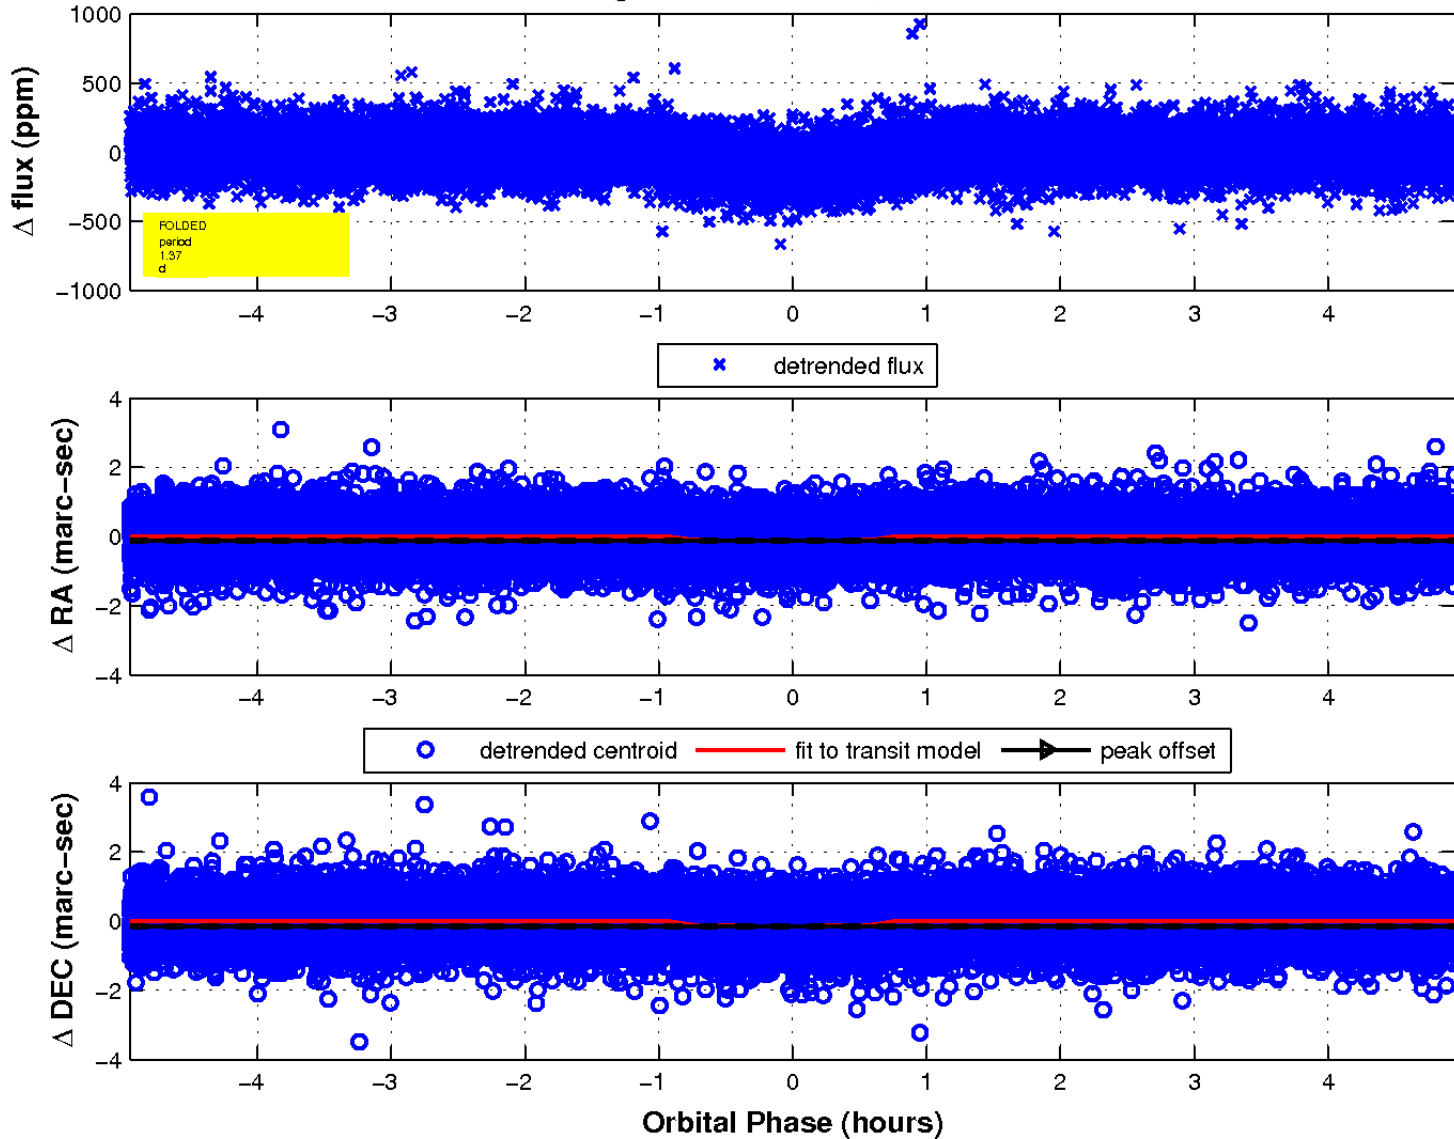 1000
500
0
−500
−1000
Δ flux (ppm)
FOLDED
period
1.37
d
−4 −3 −2 −1 0 1 2 3 4
detrended flux
4
2
0
−2
−4
Δ RA (marc−sec)
−4 −3 −2 −1 0 1 2 3 4
detrended centroid fit to transit model peak offset
4
2
0
−2
−4
Δ DEC (marc−sec)
−4 −3 −2 −1 0 1 2 3 4
Orbital Phase (hours)